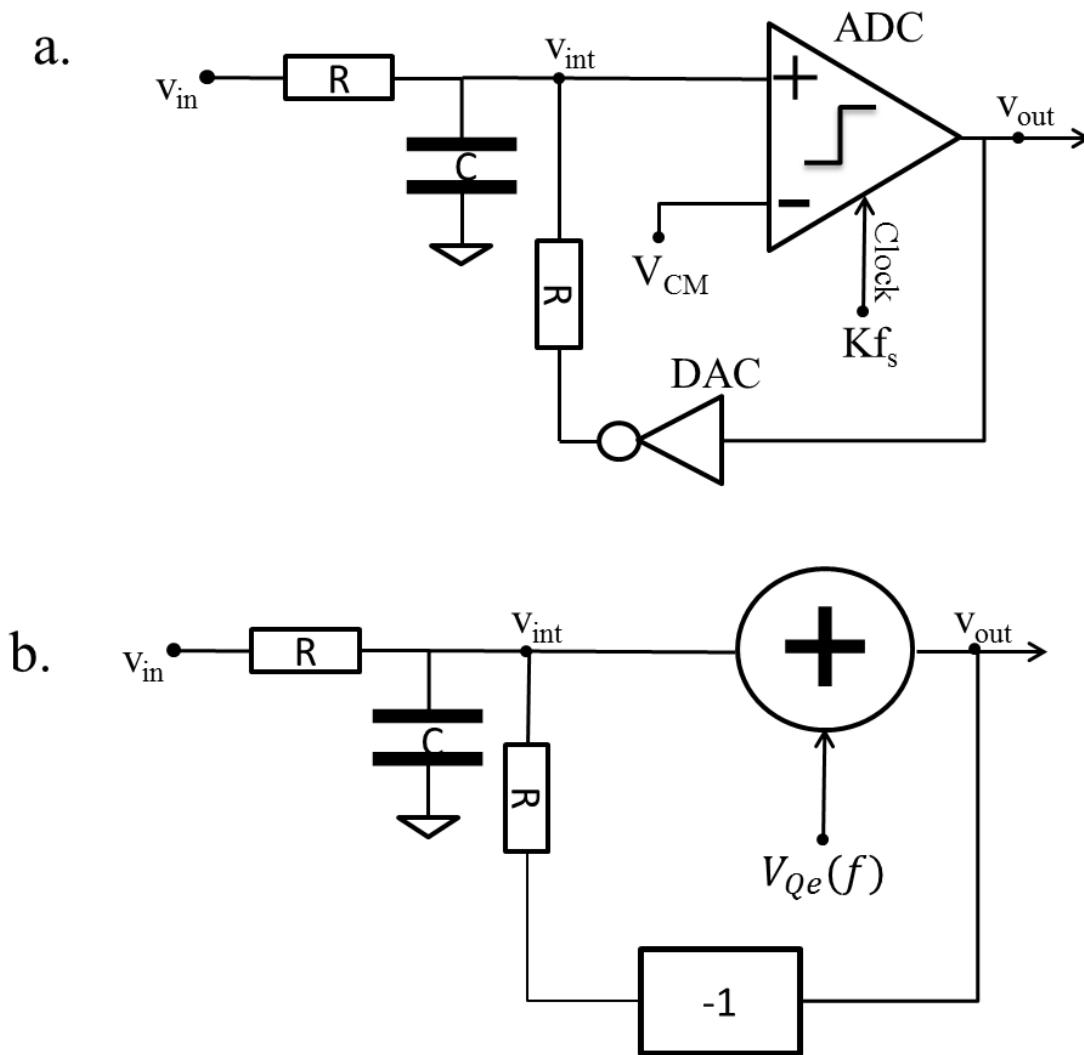 a.
ADC
v_int
v_in
R
C
+
-
v_out
V_CM
R
Clock
Kf_s
DAC
b.
v_in
R
v_int
+
v_out
C
R
V_Qe(f)
-1